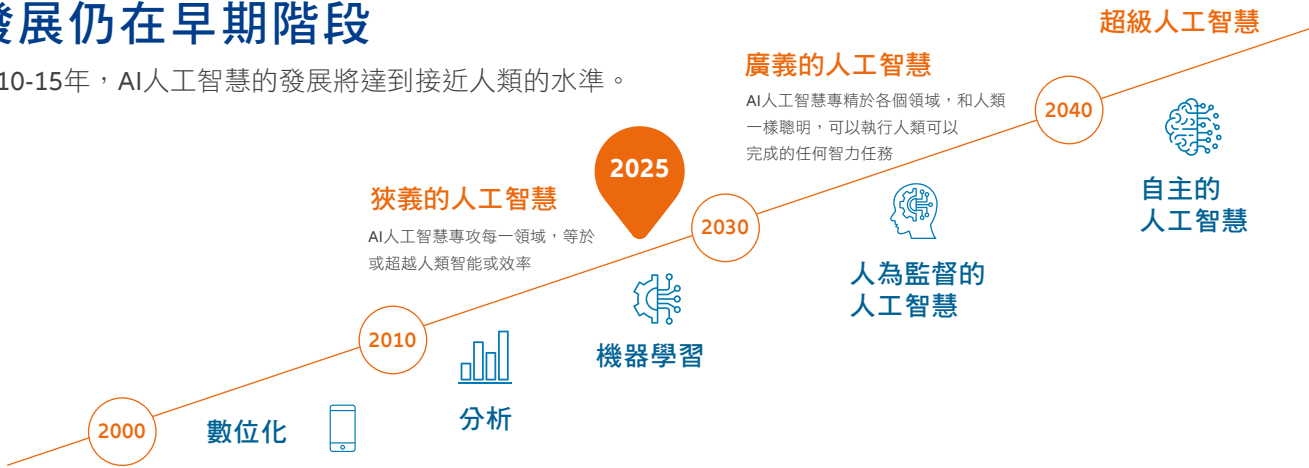 展仍在早期階段
10-15年，AI人工智慧的發展將達到接近人類的水準。
超級人工智慧
廣義的人工智慧
AI人工智慧專精於各個領域，和人類
一樣聰明，可以執行人類可以
完成的任何智力任務
2040
2025
狹義的人工智慧
AI人工智慧專攻每一領域，等於
或超越人類智能或效率
2030
自主的
人工智慧
人為監督的
人工智慧
2010
機器學習
分析
2000
數位化